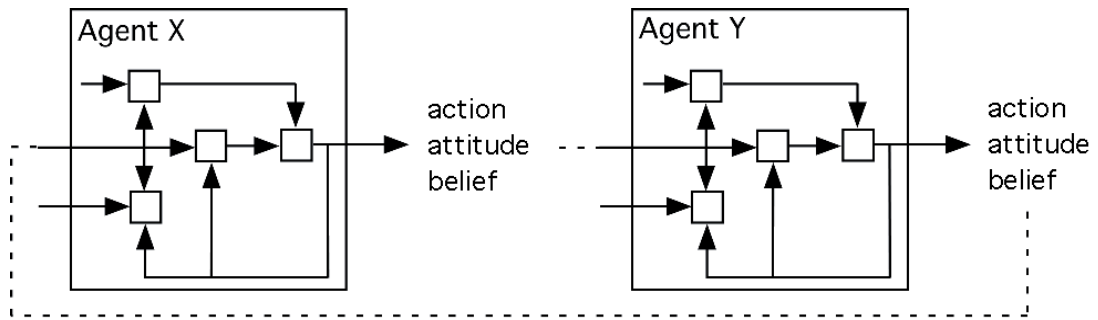 Agent X
action
attitude
belief
Agent Y
action
attitude
belief